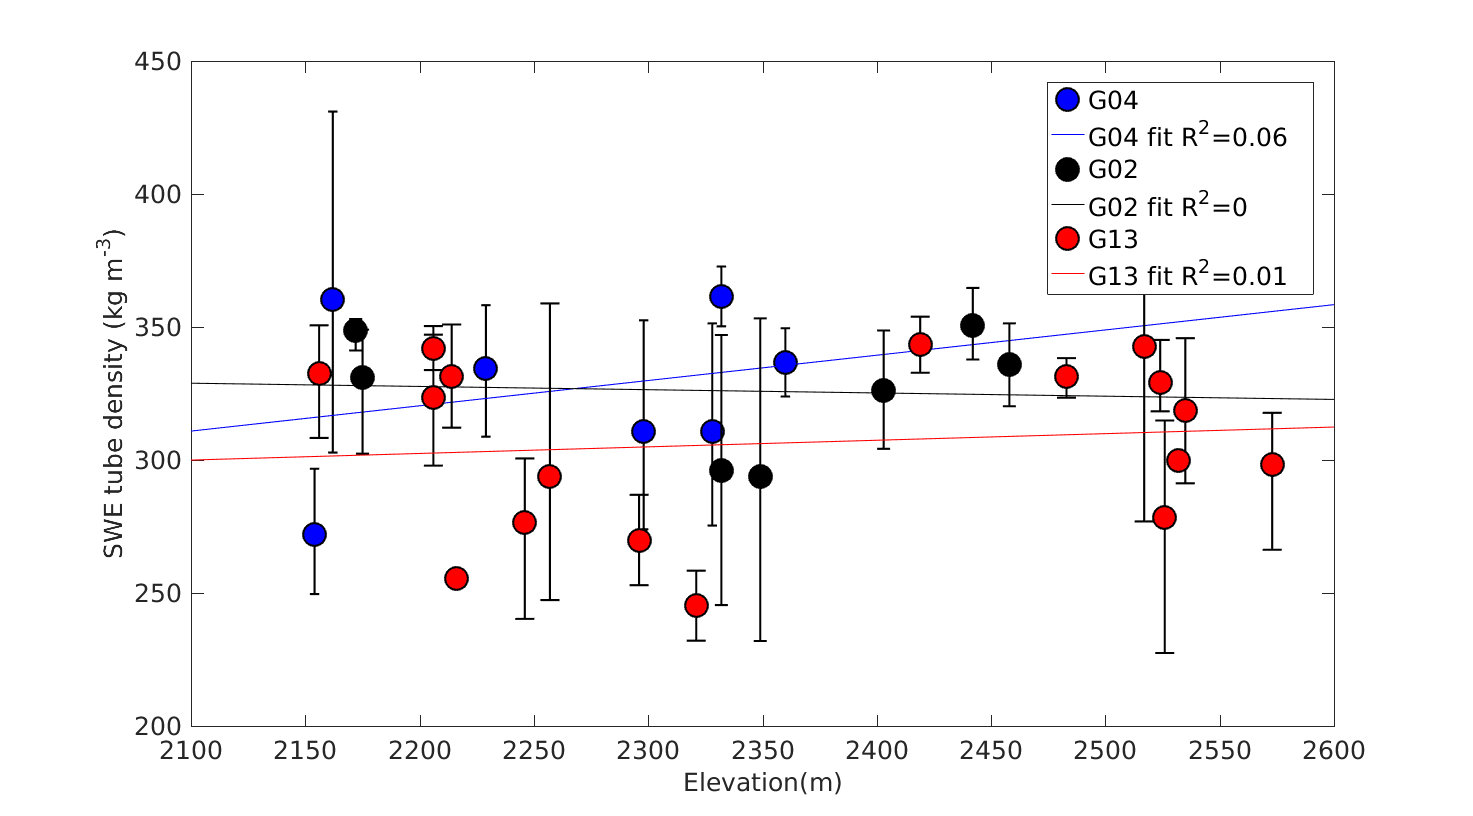 450
400
350
300
250
200
SWE tube density (kg m⁻³)
G04
G04 fit R²=0.06
G02
G02 fit R²=0
G13
G13 fit R²=0.01
2100 2150 2200 2250 2300 2350 2400 2450 2500 2550 2600
Elevation(m)